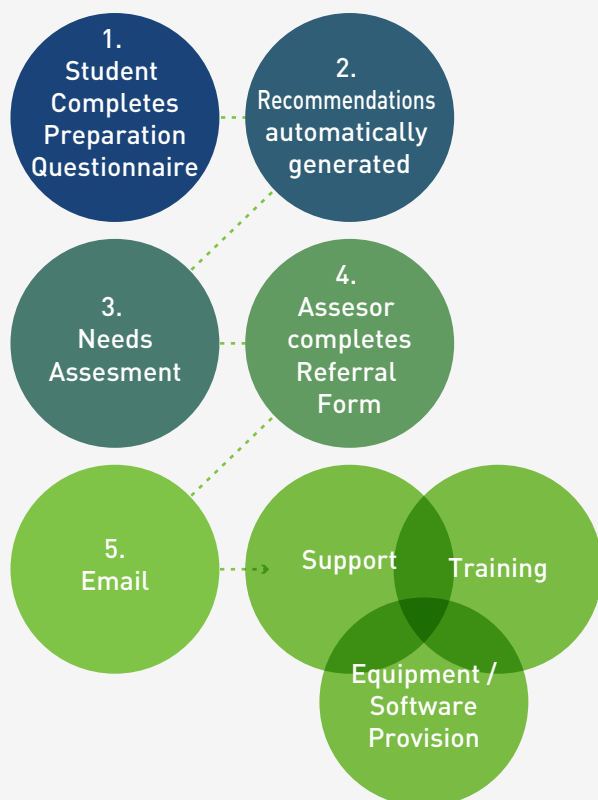 1.
Student
Completes
Preparation
Questionnaire
2.
Recommendations
automatically
generated
3.
Needs
Assesment
4.
Assesor
completes
Referral
Form
5.
Email
Support
Training
Equipment /
Software
Provision